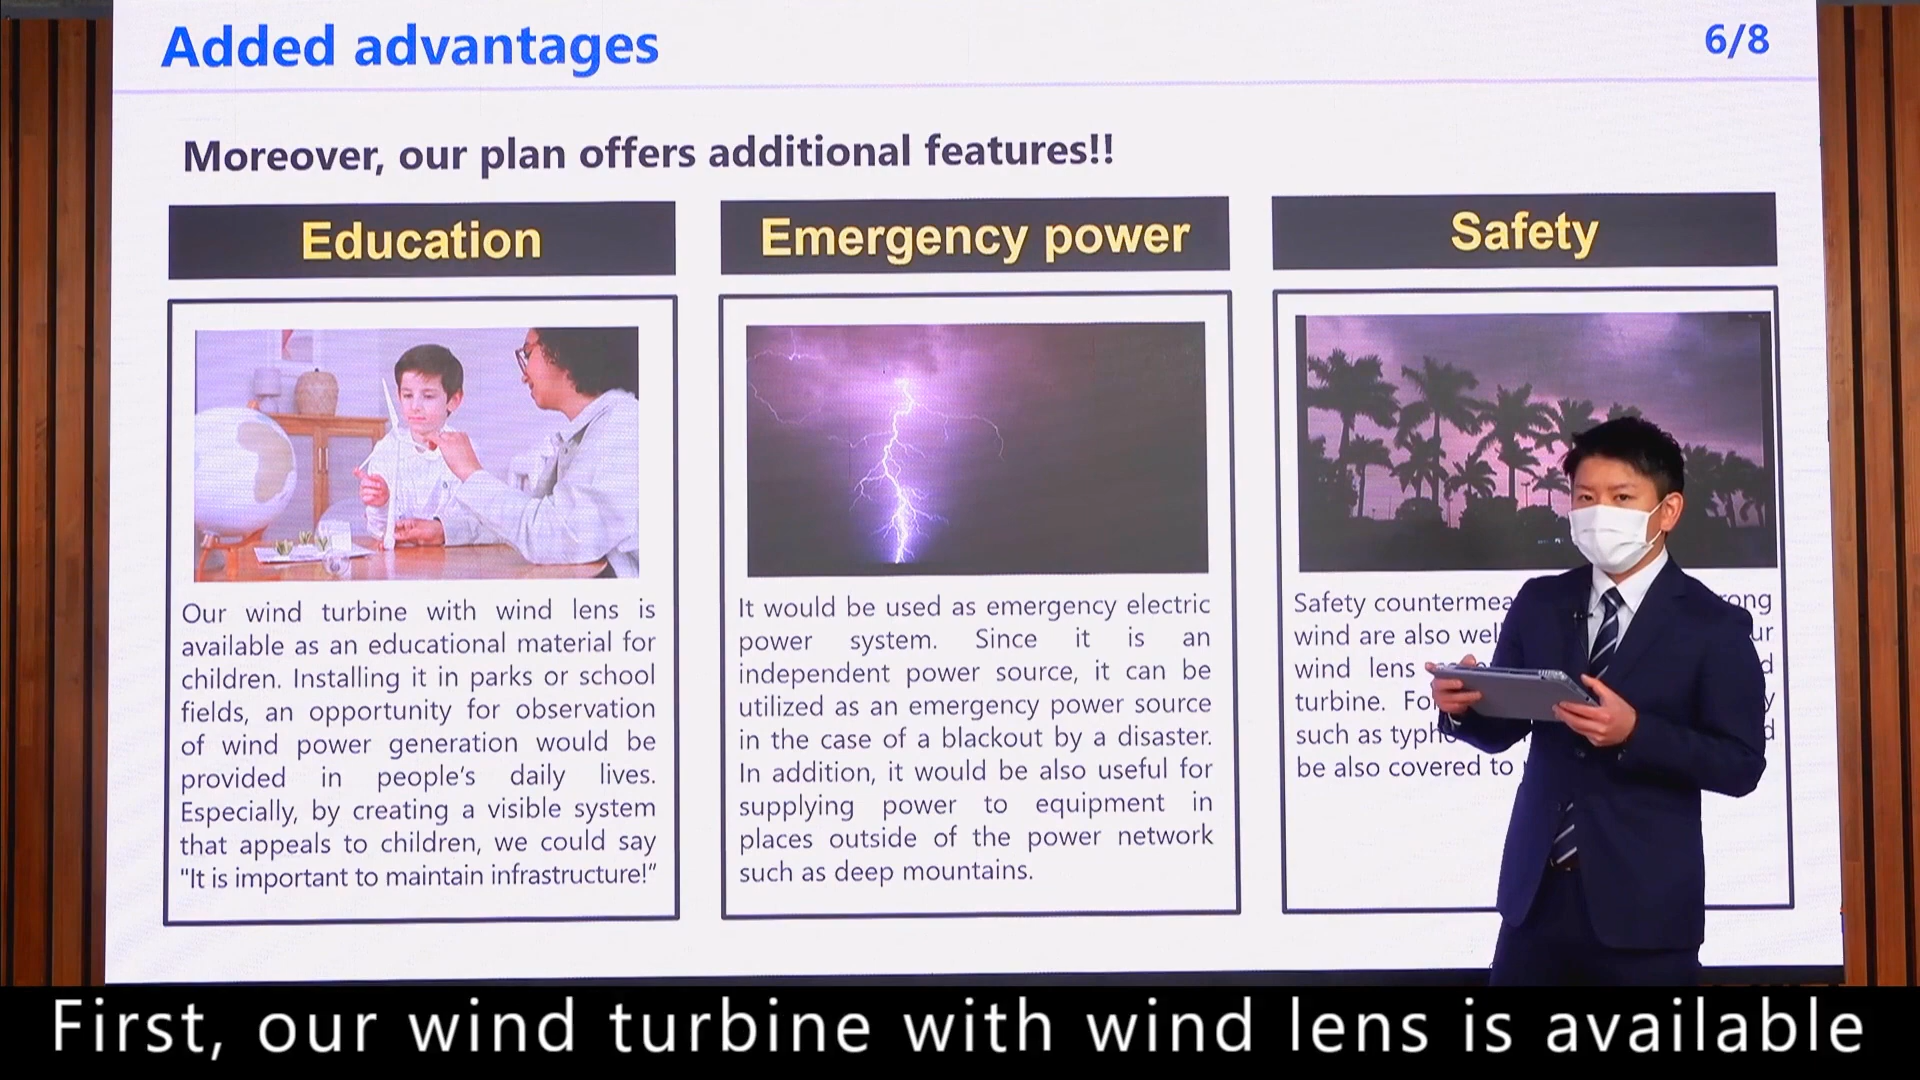 Added advantages
6/8
Moreover, our plan offers additional features!!
Education
Our wind turbine with wind lens is
available as an educational material for
children. Installing it in parks or school
fields, an opportunity for observation
of wind power generation would be
provided in people's daily lives.
Especially, by creating a visible system
that appeals to children, we could say
"It is important to maintain infrastructure!"
Emergency power
It would be used as emergency electric
power system. Since it is an
independent power source, it can be
utilized as an emergency power source
in the case of a blackout by a disaster.
In addition, it would be also useful for
supplying power to equipment in
places outside of the power network
such as deep mountains.
Safety
Safety
wind are also
wind lens
turbine.
such as
be also covered to
First, our wind turbine with wind lens is available